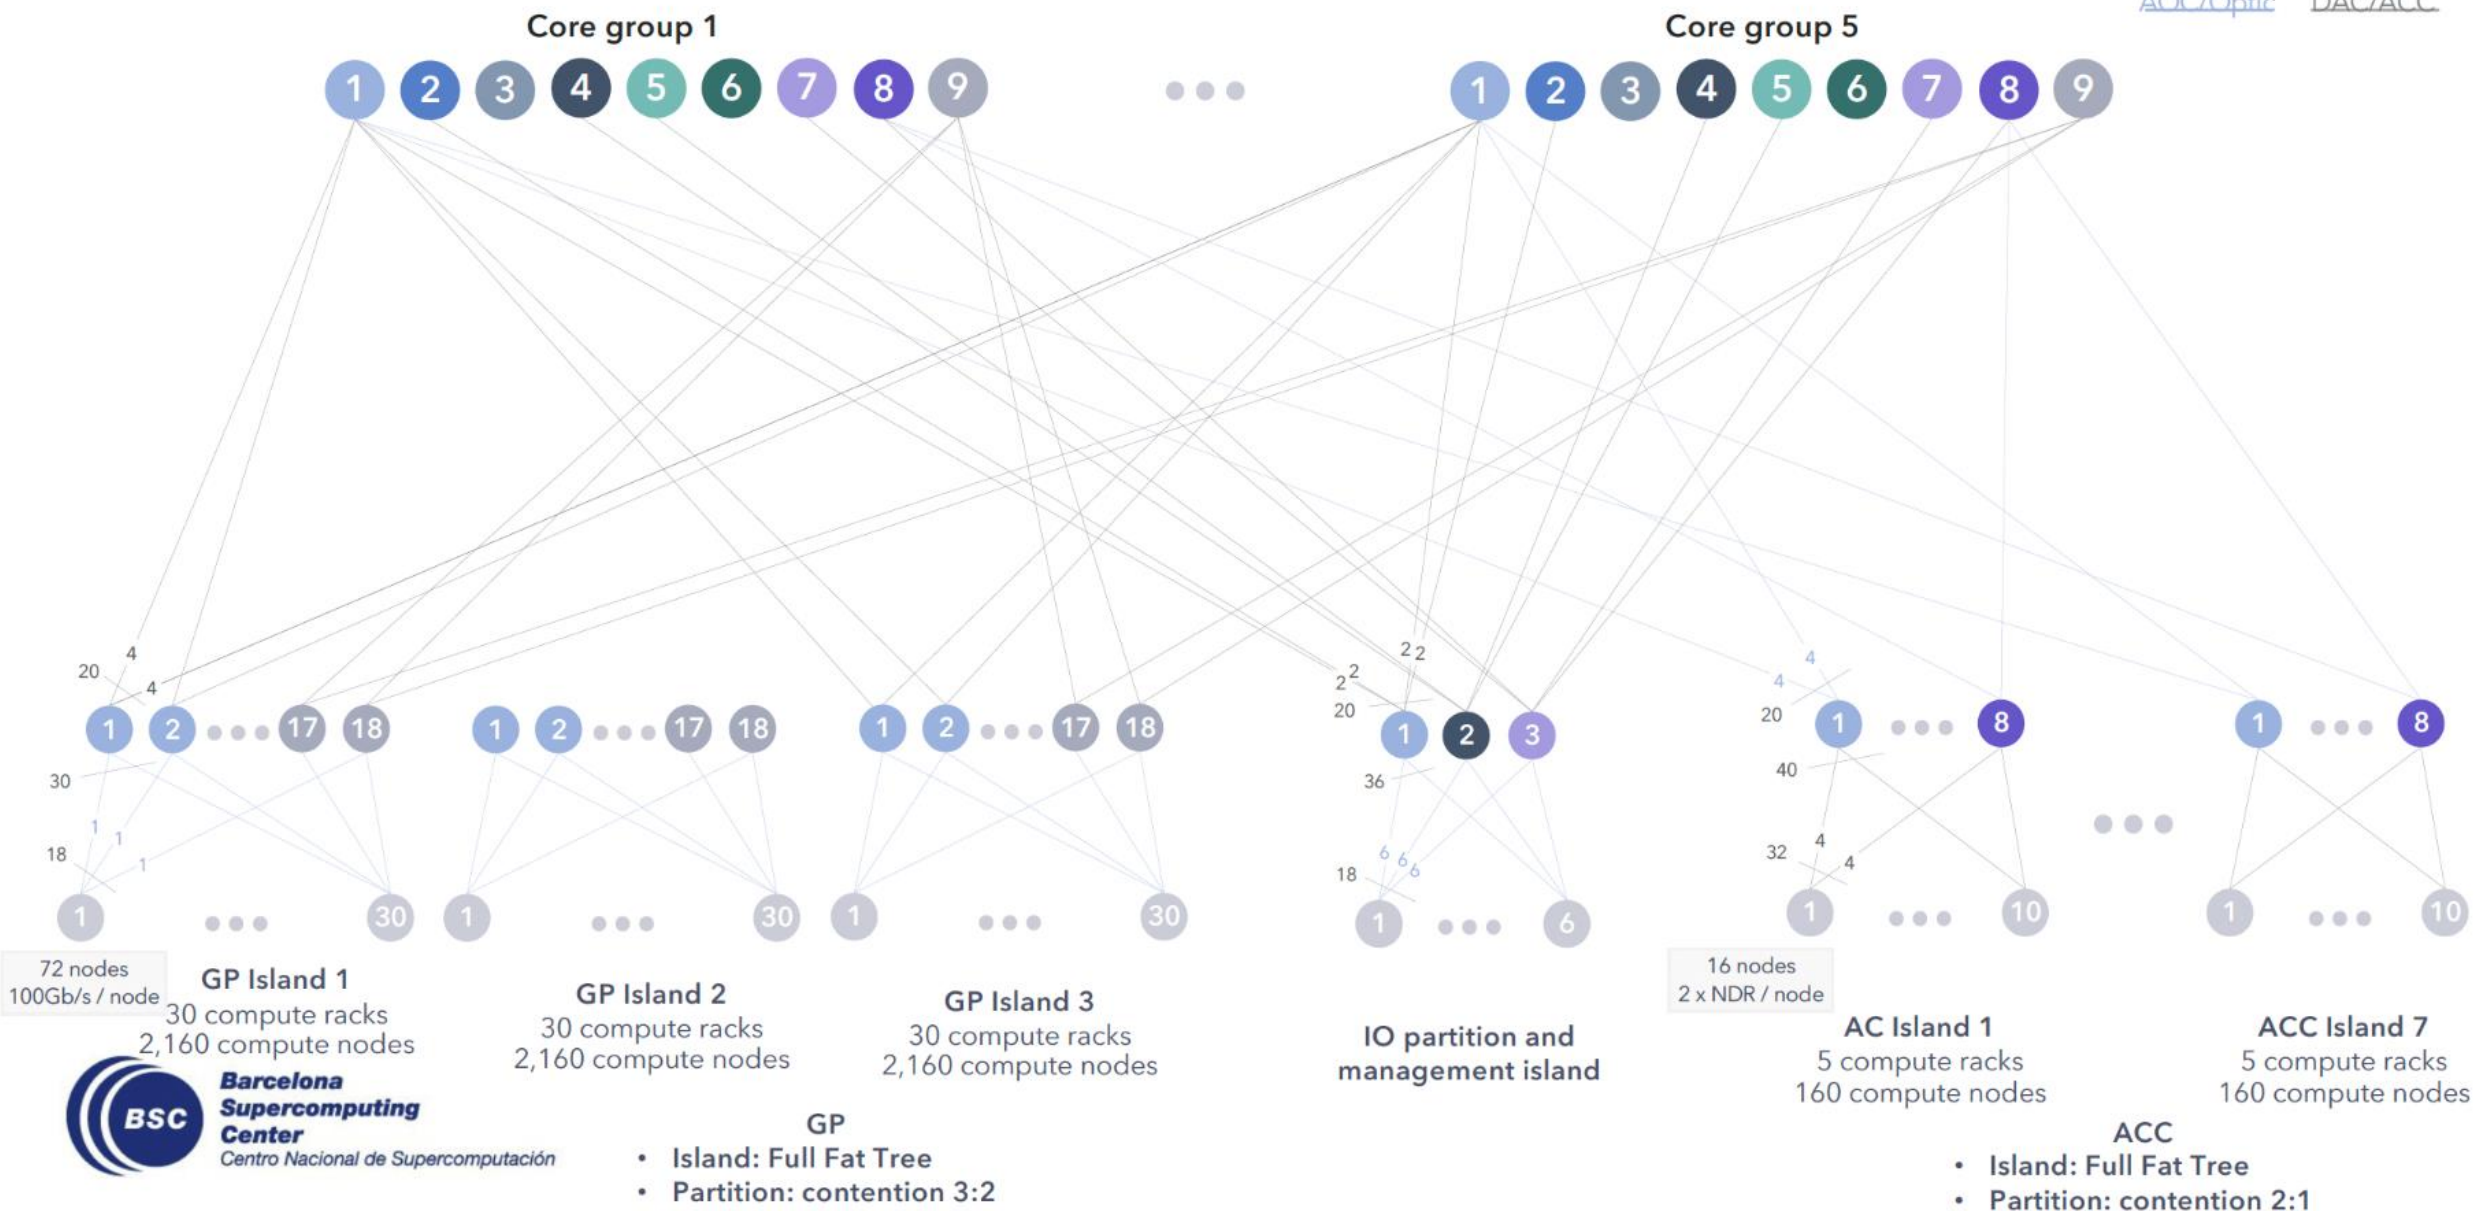 AOC/Optic DAC/ACC
Core group 1 Core group 5
1 2 3 4 5 6 7 8 9 1 2 3 4 5 6 7 8 9
4
20
4
2 2
2
2
20
4
4
20
1 2 17 18 1 2 17 18 1 2 17 18 1 2 3 1 8 1 8
30
36
40
1
1
1
18
6 6 6
18
4
4
32
1 30 1 30 1 30 1 6 1 10 1 10
72 nodes
100Gb/s / node
GP Island 1
30 compute racks
2,160 compute nodes
GP Island 2
30 compute racks
2,160 compute nodes
GP Island 3
30 compute racks
2,160 compute nodes
IO partition and
management island
16 nodes
2 x NDR / node
AC Island 1
5 compute racks
160 compute nodes
ACC Island 7
5 compute racks
160 compute nodes
BSC
Barcelona
Supercomputing
Center
Centro Nacional de Supercomputación
GP
• Island: Full Fat Tree
• Partition: contention 3:2
ACC
• Island: Full Fat Tree
• Partition: contention 2:1